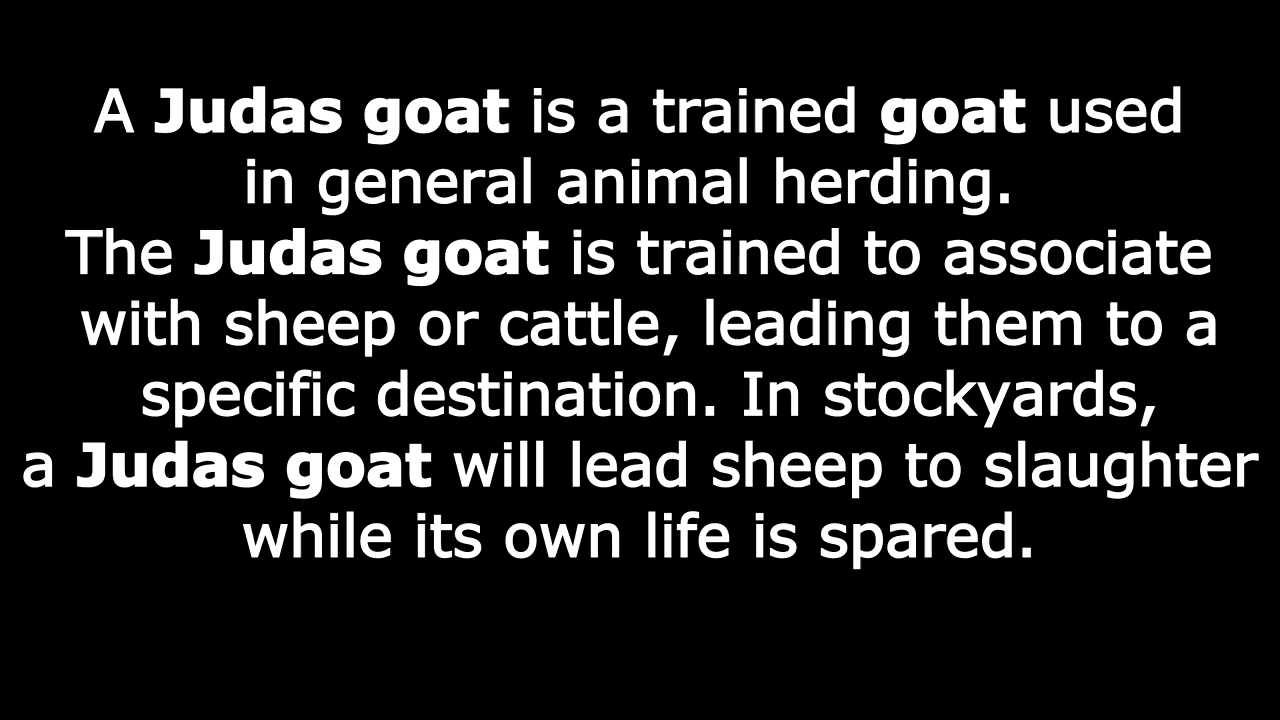 A Judas goat is a trained goat used
in general animal herding.
The Judas goat is trained to associate
with sheep or cattle, leading them to a
specific destination. In stockyards,
a Judas goat will lead sheep to slaughter
while its own life is spared.